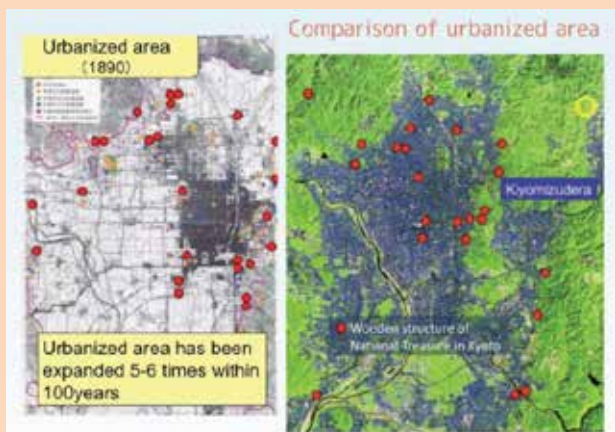 Comparison of urbanized area
Urbanized area
(1890)
Kiyomizudera
Wooden structure of
National Treasure in Kyoto
Urbanized area has been
expanded 5-6 times within
100years